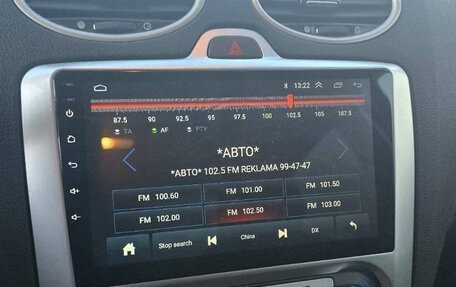 13:22
87.5 90 92.5 95 97.5 100 102.5 105 107.5
TA AF PTY
*АВТО*
*АВТО* 102.5 FM REKLAMA 99-47-47
FM 100.60 FM 101.00 FM 101.50
FM 102.00 FM 102.50 FM 103.00
Stop search China DX